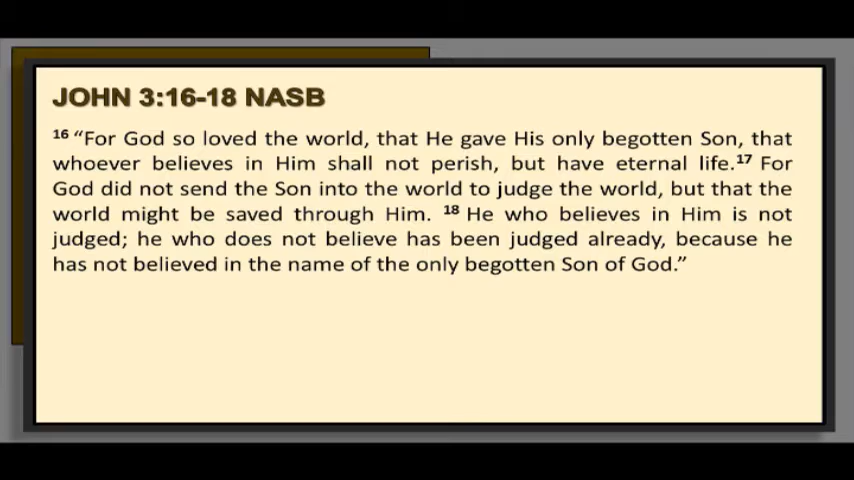 JOHN 3:16-18 NASB
16 “For God so loved the world, that He gave His only begotten Son, that
whoever believes in Him shall not perish, but have eternal life.17 For
God did not send the Son into the world to judge the world, but that the
world might be saved through Him. 18 He who believes in Him is not
judged; he who does not believe has been judged already, because he
has not believed in the name of the only begotten Son of God.”